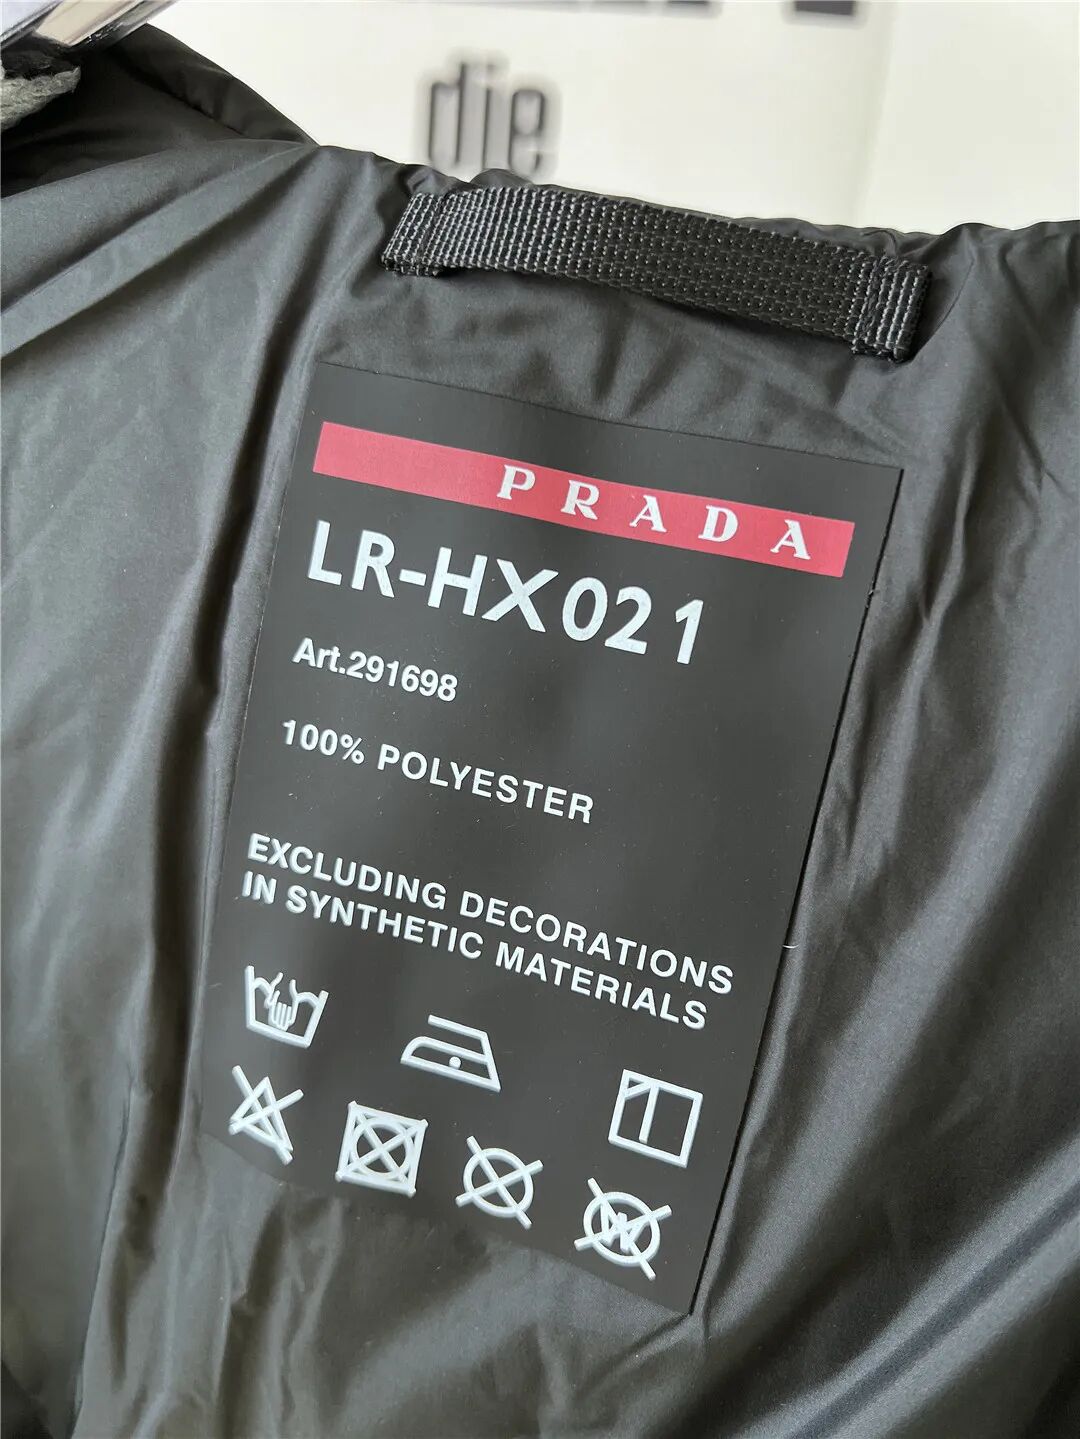 die
PRADA
LR-HX021
Art.291698
100% POLYESTER
EXCLUDING DECORATIONS
IN SYNTHETIC MATERIALS
W